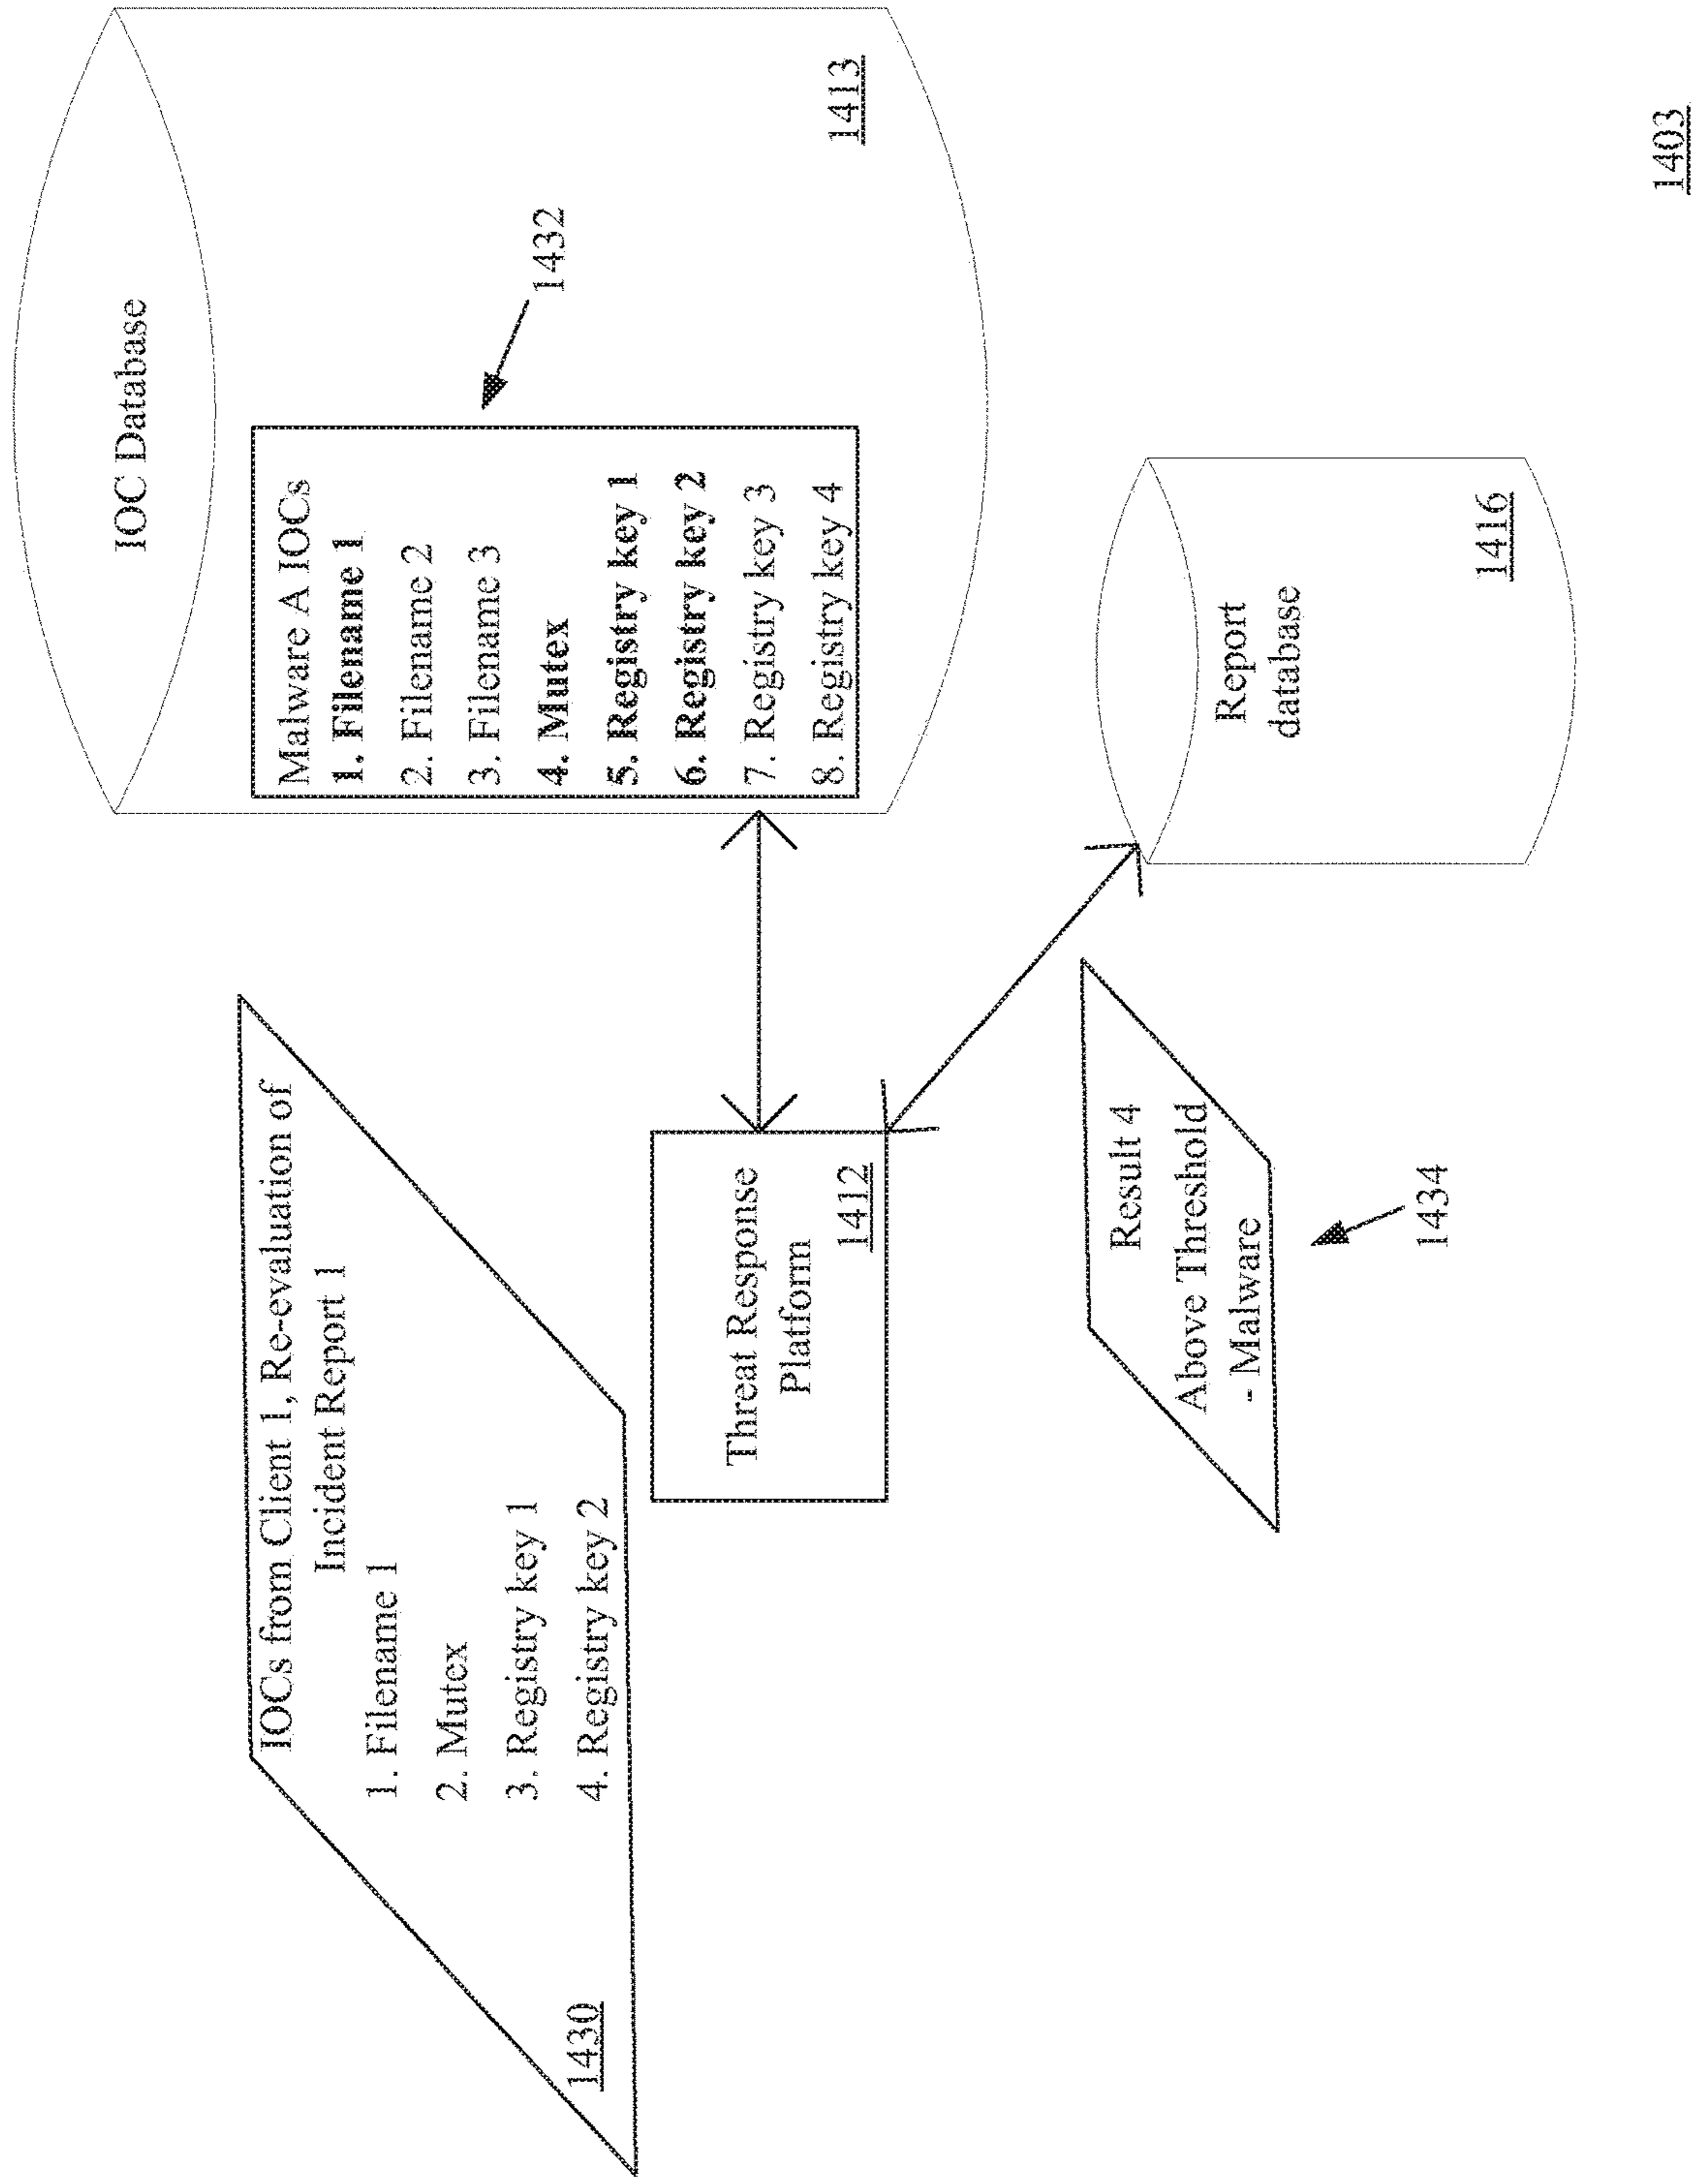 IOCs from Client 1, Re-evaluation of
Incident Report 1
1. Filename 1
2. Mutex
3. Registry key 1
4. Registry key 2
1430
Threat Response
Platform
1412
IOC Database
Malware A IOCs
1. Filename 1
2. Filename 2
3. Filename 3
4. Mutex
5. Registry key 1
6. Registry key 2
7. Registry key 3
8. Registry key 4
1432
1413
Result 4
Above Threshold
- Malware
1434
Report
database
1416
1403